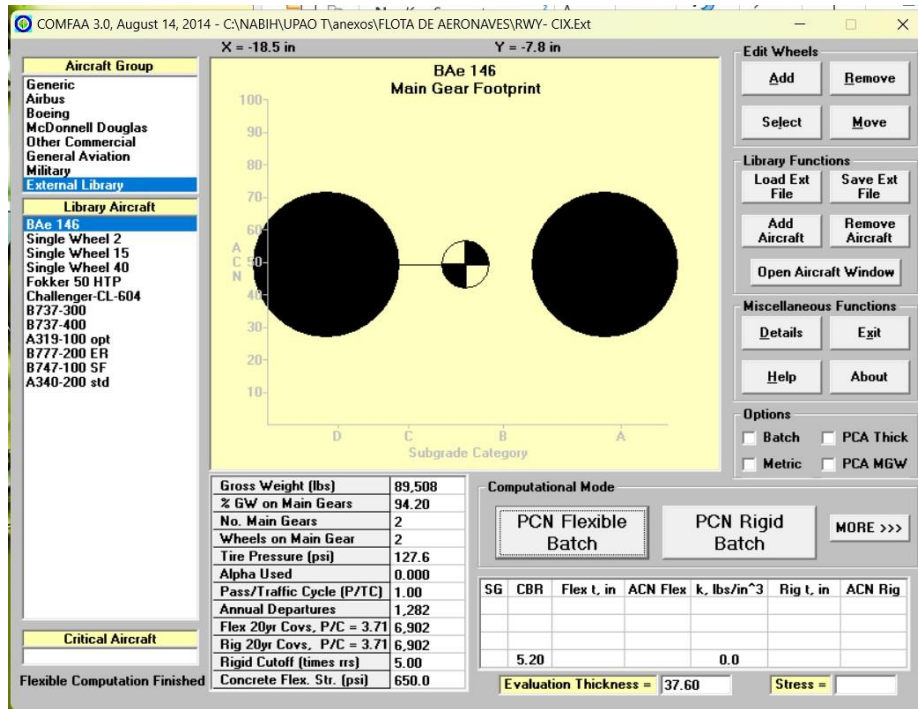 COMFAA 3.0, August 14, 2014 - C:\NABIH\UPAO T\anexos\FLOTA DE AERONAVES\RWY- CIX.Ext
X = -18.5 in Y = -7.8 in
Aircraft Group
Generic
Airbus
Boeing
McDonnell Douglas
Other Commercial
General Aviation
Military
External Library
Library Aircraft
BAe 146
Single Wheel 2
Single Wheel 15
Single Wheel 40
Fokker 50 HTP
Challenger-CL-604
B737-300
B737-400
A319-100 opt
B777-200 ER
B747-100 SF
A340-200 std
Critical Aircraft
Flexible Computation Finished
BAe 146
Main Gear Footprint
100
90
80
70
60
50
40
30
20
10
A
C
N
D C B A
Subgrade Category
Gross Weight (lbs) 89,508
% GW on Main Gears 94.20
No. Main Gears 2
Wheels on Main Gear 2
Tire Pressure (psi) 127.6
Alpha Used 0.000
Pass/Traffic Cycle (P/TC) 1.00
Annual Departures 1,282
Flex 20yr Covs, P/C = 3.71 6,902
Rig 20yr Covs, P/C = 3.71 6,902
Rigid Cutoff (times rrs) 5.00
Concrete Flex. Str. (psi) 650.0
Edit Wheels
Add Remove
Select Move
Library Functions
Load Ext File Save Ext File
Add Aircraft Remove Aircraft
Open Aircraft Window
Miscellaneous Functions
Details Exit
Help About
Options
Batch PCA Thick
Metric PCA MGW
Computational Mode
PCN Flexible Batch PCN Rigid Batch MORE >>>
SG CBR Flex t, in ACN Flex k, lbs/in^3 Rig t, in ACN Rig
5.20 0.0
Evaluation Thickness = 37.60 Stress =